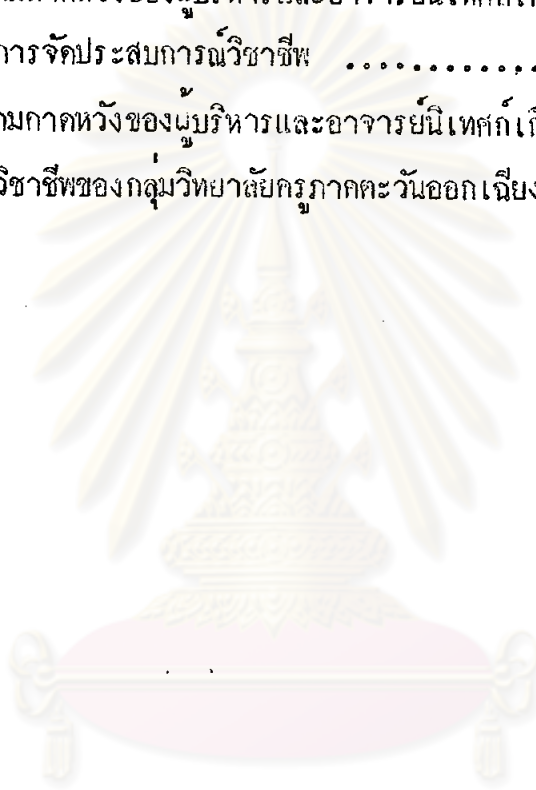 การจัดประสบการณ์วิชาชีพ .............
ามคาดหวังของผู้บริหารและอาจารย์นิเทศก์เกี
วิชาชีพของกลุ่มวิทยาลัยครูภาคตะวันออกเฉียง